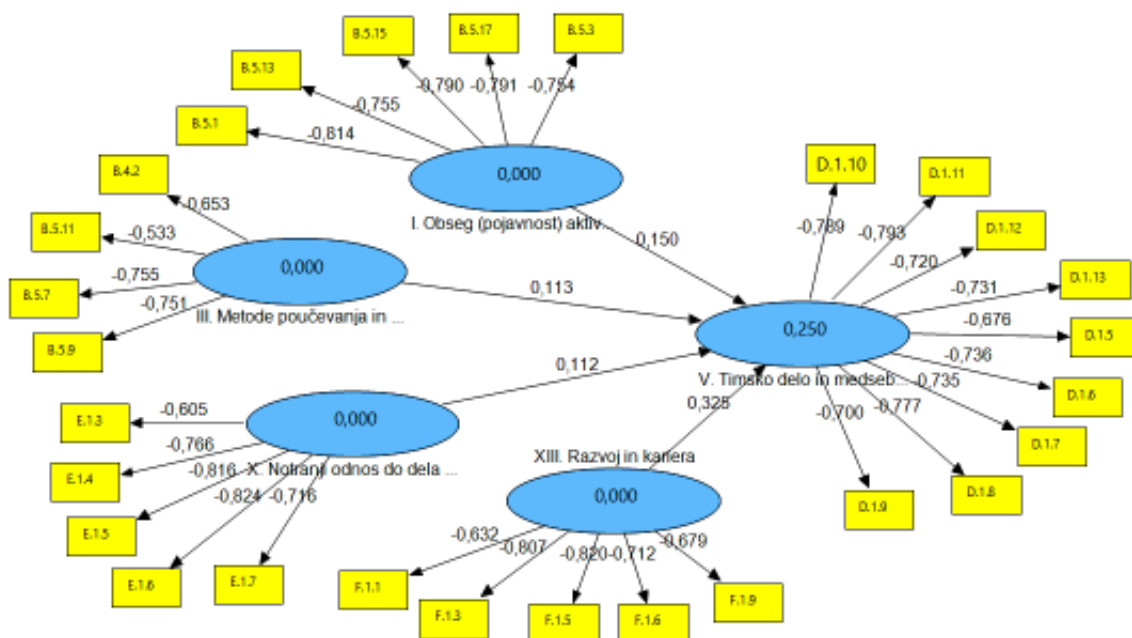 B.5.15
B.5.17
B.5.3
B.5.13
B.5.1
-0,790
-0,791
-0,754
-0,755
-0,814
0,000
I. Obseg (pojavnost) aktiv...
B.4.2
B.5.11
B.5.7
B.5.9
-0,653
-0,533
-0,755
-0,751
0,000
III. Metode poučevanja in ...
0,150
0,113
0,112
0,325
D.1.10
D.1.11
D.1.12
D.1.13
D.1.5
D.1.6
D.1.7
D.1.8
D.1.9
-0,789
-0,793
-0,720
-0,731
-0,676
-0,736
-0,735
-0,777
-0,700
0,250
V. Timsko delo in medseb...
E.1.3
E.1.4
E.1.5
E.1.6
E.1.7
-0,605
-0,766
-0,816
-0,824
-0,716
0,000
X. Notranji odnos do dela ...
XIII. Razvoj in kariera
0,000
-0,632
-0,807
-0,820
-0,712
-0,679
F.1.1
F.1.3
F.1.5
F.1.6
F.1.9